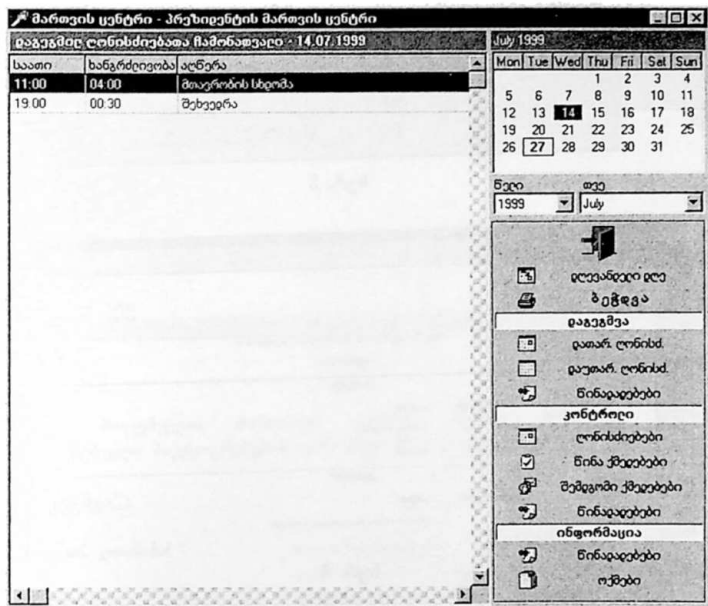 მართვის ცენტრი - პრეზიდენტის მართვის ცენტრი
დაგეგმილ ღონისძიებათა ჩამონათვალი - 14.07.1999
საათი ხანგრძლივობა აღწერა
11:00 04:00 მთავრობის სხდომა
19:00 00:30 შეხვედრა
July 1999
Mon Tue Wed Thu Fri Sat Sun
1 2 3 4
5 6 7 8 9 10 11
12 13 14 15 16 17 18
19 20 21 22 23 24 25
26 27 28 29 30 31
წელი თვე
1999 July
დღევანდელი დღე
ბეჭდვა
დაგეგმვა
დათარ. ღონისძ.
დაუთარ. ღონისძ.
წინადადებები
კონტროლი
ღონისძიებები
წინა ქმედებები
შემდგომი ქმედებები
წინადადებები
ინფორმაცია
წინადადებები
ოქმები